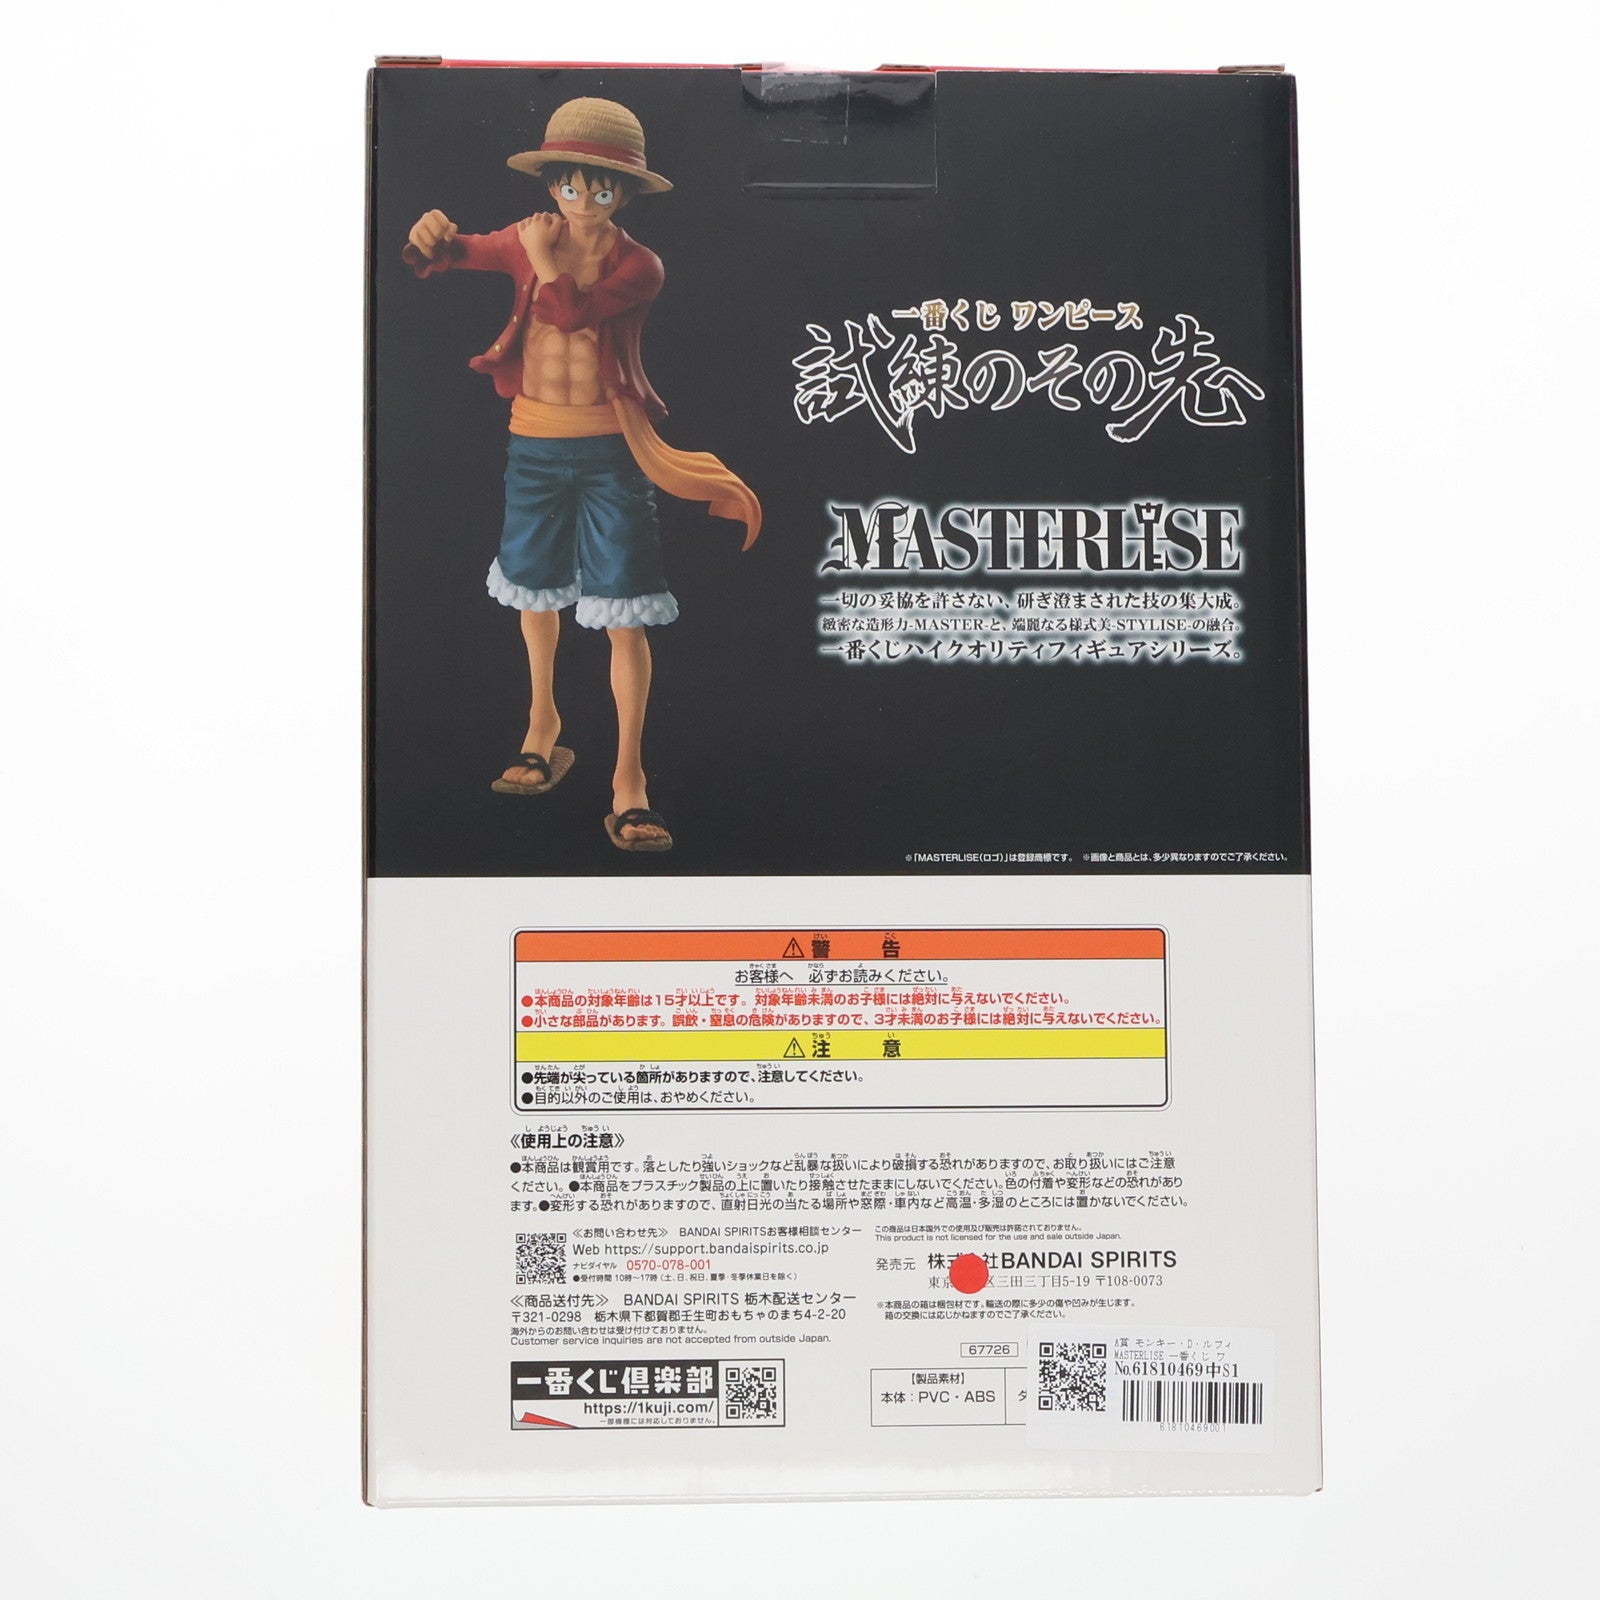 一番くじ ワンピース
試練のその先
MASTERLISE
一切の妥協を許さない、研ぎ澄まされた技の集大成。
緻密な造形力-MASTER-と、端麗なる様式美-STYLISE-の融合。
一番くじハイクオリティフィギュアシリーズ。
※「MASTERLISE(ロゴ)」は登録商標です。 ※画像と商品とは、多少異なりますのでご了承ください。
⚠警告
お客様へ 必ずお読みください。
●本商品の対象年齢は15才以上です。対象年齢未満のお子様には絶対に与えないでください。
●小さな部品があります。誤飲・窒息の危険がありますので、3才未満のお子様には絶対に与えないでください。
⚠注意
●先端が尖っている箇所がありますので、注意してください。
●目的以外のご使用は、おやめください。
《使用上の注意》
●本商品は観賞用です。落としたり強いショックなど乱暴な扱いにより破損する恐れがありますので、お取り扱いにはご注意
ください。●本商品をプラスチック製品の上に置いたり接触させたままにしないでください。色の付着や変形などの恐れがあり
ます。●変形する恐れがありますので、直射日光の当たる場所や窓際・車内など高温・多湿のところには置かないでください。
≪お問い合わせ先≫ BANDAI SPIRITSお客様相談センター
Web https://support.bandaispirits.co.jp
ナビダイヤル 0570-078-001
●受付時間 10時～17時(土、日、祝日、夏季・冬季休業日を除く)
≪商品送付先≫ BANDAI SPIRITS 栃木配送センター
〒321-0298 栃木県下都賀郡壬生町おもちゃのまち4-2-20
海外からのお問い合わせは受け付けておりません。
Customer service inquiries are not accepted from outside Japan.
この商品は日本国外での使用及び販売は許諾されておりません。
This product is not licensed for the use and sale outside Japan.
発売元 株 社BANDAI SPIRITS
東京 区三田三丁目5-19 〒108-0073
※本商品の箱は梱包材です。輸送の際に多少の傷や凹みが生じます。
箱の交換には応じかねますのでご了承ください。
67726
一番くじ倶楽部
https://1kuji.com/
一部機種には対応しておりません。
【製品素材】
本体:PVC・ABS
A賞 モンキー・D・ルフィ
MASTERLISE 一番くじ ワ
No.61810469中S1
61810469001